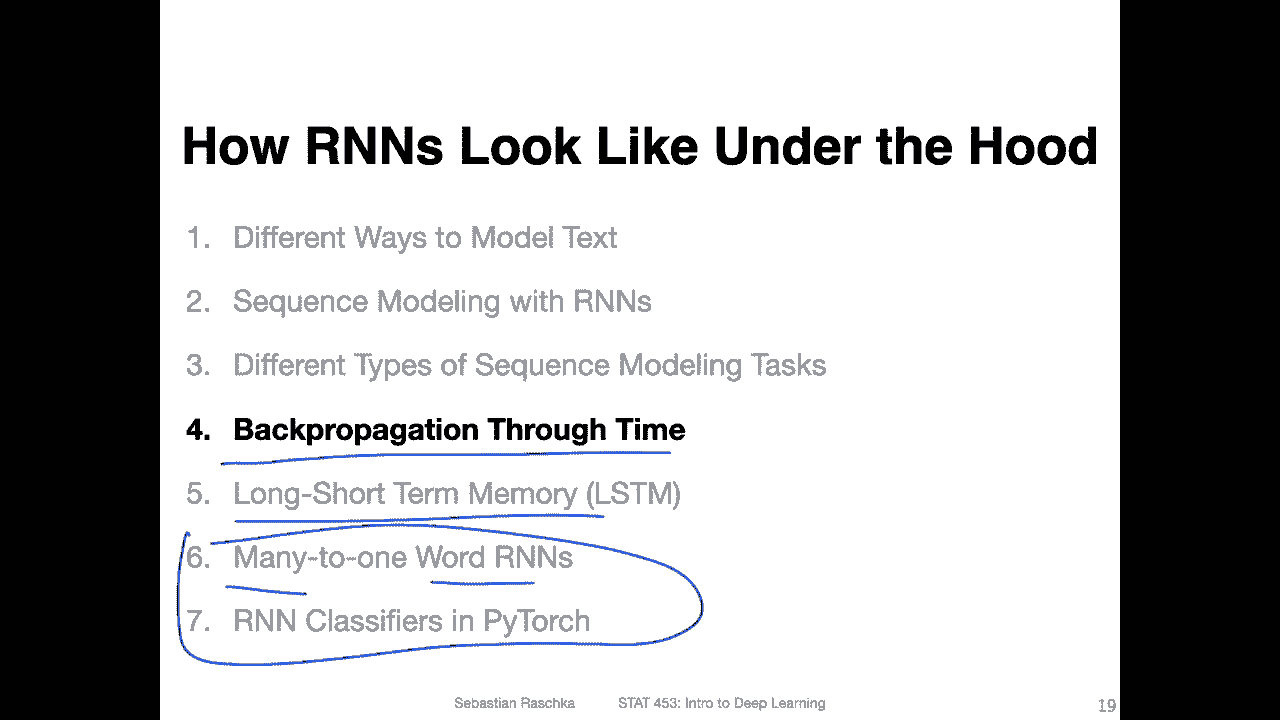 How RNNs Look Like Under the Hood
1. Different Ways to Model Text
2. Sequence Modeling with RNNs
3. Different Types of Sequence Modeling Tasks
4. Backpropagation Through Time
5. Long-Short Term Memory (LSTM)
6. Many-to-one Word RNNs
7. RNN Classifiers in PyTorch
Sebastian Raschka STAT 453: Intro to Deep Learning 19